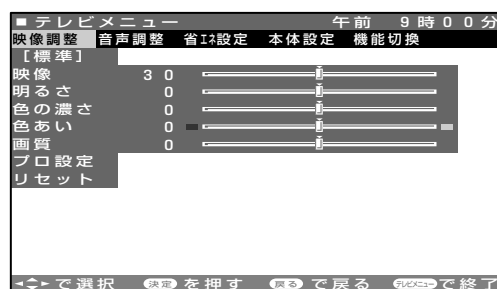 ■テレビメニュー 午前 9時00分
映像調整 音声調整 省エネ設定 本体設定 機能切換
[標準]
映像 30
明るさ 0
色の濃さ 0
色あい 0
画質 0
プロ設定
リセット
で選択 決定を押す 戻るで戻る テレビメニューで終了